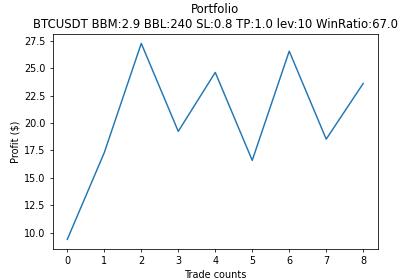 Portfolio
BTCUSDT BBM:2.9 BBL:240 SL:0.8 TP:1.0 lev:10 WinRatio:67.0
27.5
25.0
22.5
20.0
17.5
15.0
12.5
10.0
Profit ($)
0 1 2 3 4 5 6 7 8
Trade counts